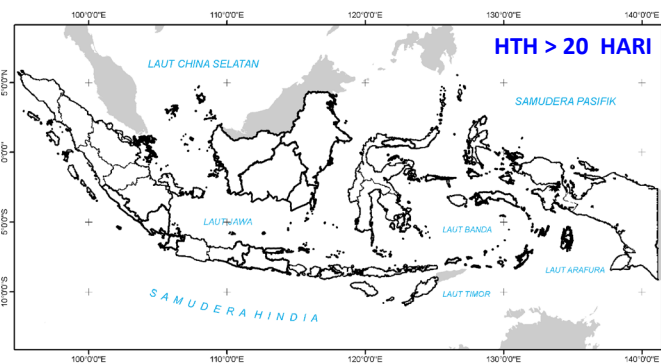 100°0'0"E 110°0'0"E 120°0'0"E 130°0'0"E 140°0'0"E
HTH > 20 HARI
LAUT CHINA SELATAN
5°0'0"N
SAMUDERA PASIFIK
0°0'0"
5°0'0"S
LAUT JAWA
LAUT BANDA
LAUT ARAFURA
10°0'0"S
SAMUDERA HINDIA
LAUT TIMOR
100°0'0"E 110°0'0"E 120°0'0"E 130°0'0"E 140°0'0"E